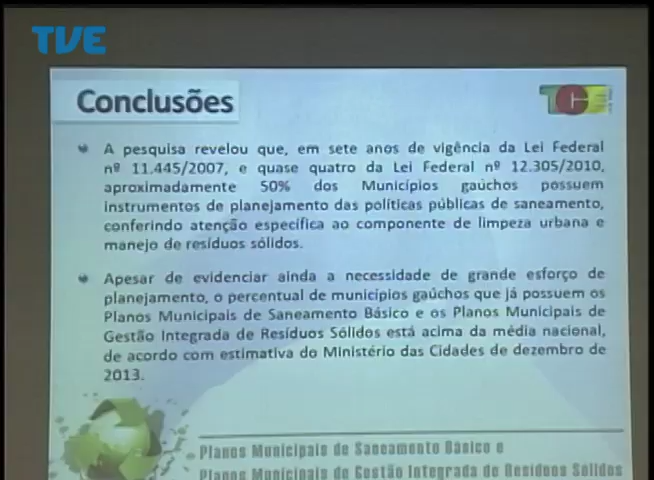 TVE
Conclusões
TCE
A pesquisa revelou que, em sete anos de vigência da Lei Federal
nº 11.445/2007, e quase quatro da Lei Federal nº 12.305/2010,
aproximadamente 50% dos Municípios gaúchos possuem
instrumentos de planejamento das políticas públicas de saneamento,
conferindo atenção específica ao componente de limpeza urbana e
manejo de resíduos sólidos.
Apesar de evidenciar ainda a necessidade de grande esforço de
planejamento, o percentual de municípios gaúchos que já possuem os
Planos Municipais de Saneamento Básico e os Planos Municipais de
Gestão Integrada de Resíduos Sólidos está acima da média nacional,
de acordo com estimativa do Ministério das Cidades de dezembro de
2013.
Planos Municipais de Saneamento Básico e
Planos Municipais de Gestão Integrada de Resíduos Sólidos